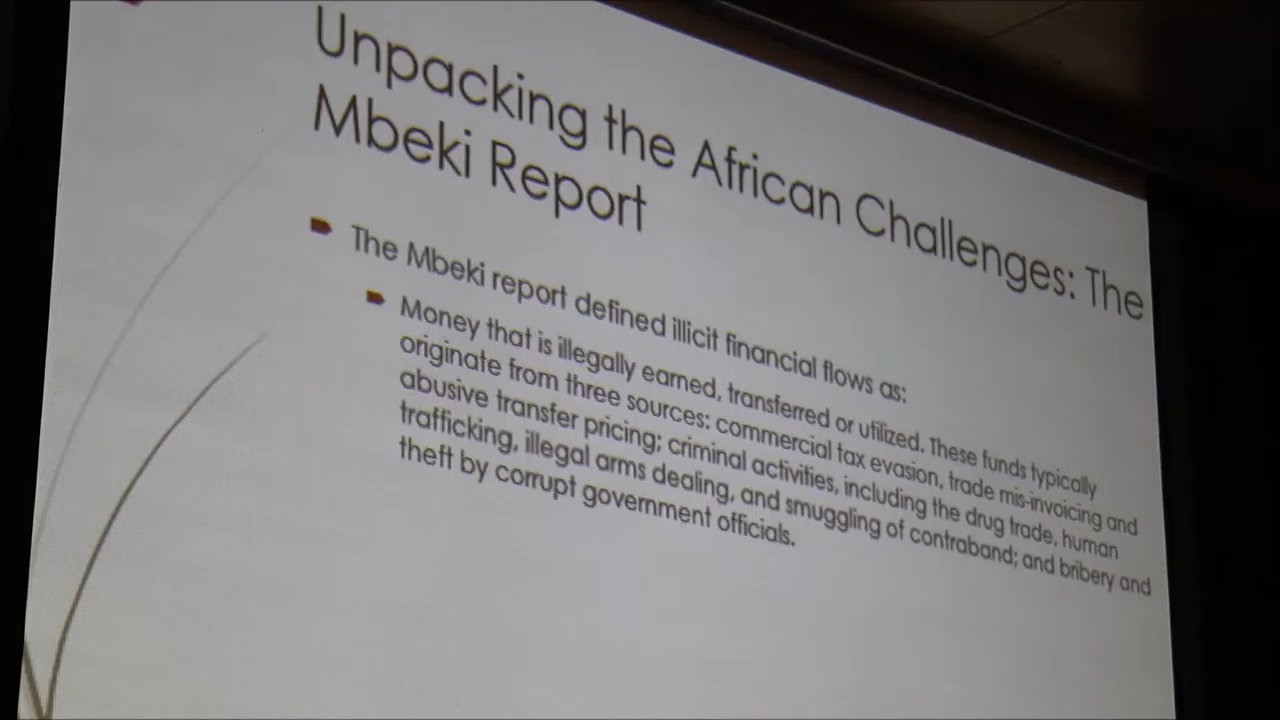 Unpacking the African Challenges: The
Mbeki Report
The Mbeki report defined illicit financial flows as:
Money that is illegally earned, transferred or utilized. These funds typically
originate from three sources: commercial tax evasion, trade mis-invoicing and
abusive transfer pricing; criminal activities, including the drug trade, human
trafficking, illegal arms dealing, and smuggling of contraband; and bribery and
theft by corrupt government officials.